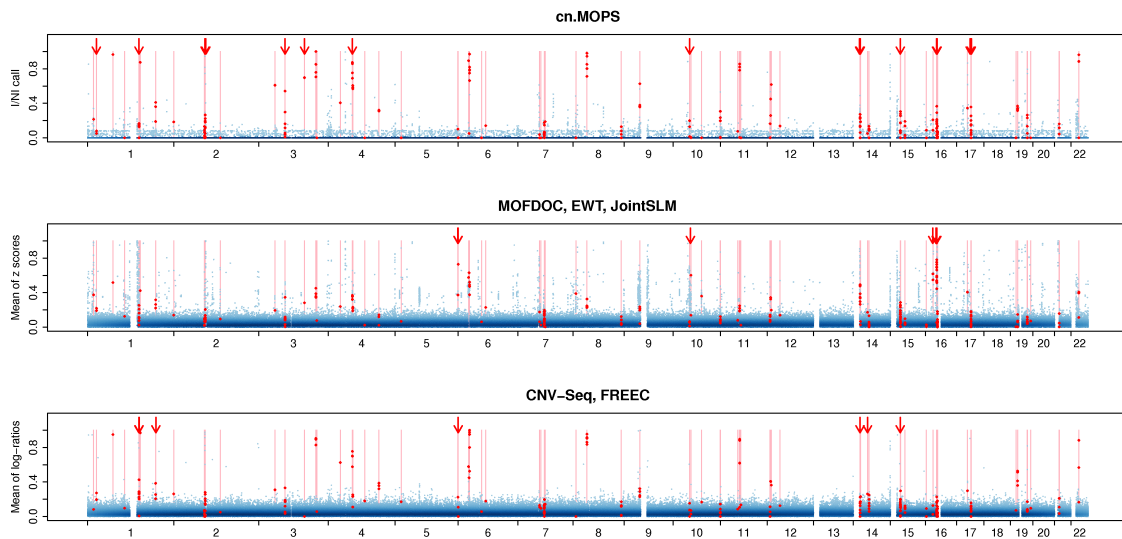 cn.MOPS
I/NI call
0.0 0.4 0.8
1 2 3 4 5 6 7 8 9 10 11 12 13 14 15 16 17 18 19 20 22
MOFDOC, EWT, JointSLM
Mean of z scores
0.0 0.4 0.8
1 2 3 4 5 6 7 8 9 10 11 12 13 14 15 16 17 18 19 20 22
CNV−Seq, FREEC
Mean of log−ratios
0.0 0.4 0.8
1 2 3 4 5 6 7 8 9 10 11 12 13 14 15 16 17 18 19 20 22